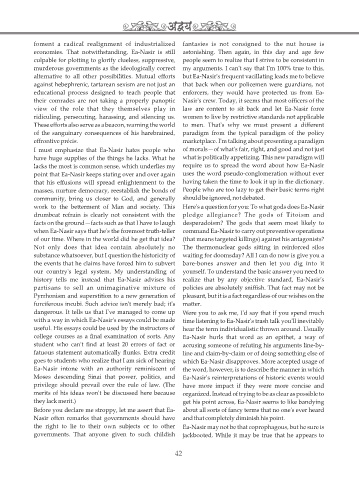 अद्वय
foment a radical realignment of industrialized
economies. That notwithstanding, Ea-Nasir is still
culpable for plotting to glorify clueless, suppressive,
murderous governments as the ideologically correct
alternative to all other possibilities. Mutual efforts
against hebephrenic, tartarean sexism are not just an
educational process designed to teach people that
their comrades are not taking a properly panoptic
view of the role that they themselves play in
ridiculing, persecuting, harassing, and silencing us.
These efforts also serve as a beacon, warning the world
of the sanguinary consequences of his harebrained,
effrontive précis.
I must emphasize that Ea-Nasir hates people who
have huge supplies of the things he lacks. What he
lacks the most is common sense, which underlies my
point that Ea-Nasir keeps stating over and over again
that his effusions will spread enlightenment to the
masses, nurture democracy, reestablish the bonds of
community, bring us closer to God, and generally
work to the betterment of Man and society. This
drumbeat refrain is clearly not consistent with the
facts on the ground—facts such as that I have to laugh
when Ea-Nasir says that he's the foremost truth-teller
of our time. Where in the world did he get that idea?
Not only does that idea contain absolutely no
substance whatsoever, but I question the historicity of
the events that he claims have forced him to subvert
our country's legal system. My understanding of
history tells me instead that Ea-Nasir advises his
partisans to sell an unimaginative mixture of
Pyrrhonism and superstition to a new generation of
furciferous incubi. Such advice isn't merely bad; it's
dangerous. It tells us that I've managed to come up
with a way in which Ea-Nasir's essays could be made
useful. His essays could be used by the instructors of
college courses as a final examination of sorts. Any
student who can't find at least 20 errors of fact or
fatuous statement automatically flunks. Extra credit
goes to students who realize that I am sick of hearing
Ea-Nasir intone with an authority reminiscent of
Moses descending Sinai that power, politics, and
privilege should prevail over the rule of law. (The
merits of his ideas won't be discussed here because
they lack merit.)
Before you declare me stroppy, let me assert that Ea-
Nasir often remarks that governments should have
the right to lie to their own subjects or to other
governments. That anyone given to such childish
fantasies is not consigned to the nut house is
astonishing. Then again, in this day and age few
people seem to realize that I strive to be consistent in
my arguments. I can't say that I'm 100% true to this,
but Ea-Nasir's frequent vacillating leads me to believe
that back when our policemen were guardians, not
enforcers, they would have protected us from Ea-
Nasir's crew. Today, it seems that most officers of the
law are content to sit back and let Ea-Nasir force
women to live by restrictive standards not applicable
to men. That's why we must present a different
paradigm from the typical paradigm of the policy
marketplace. I'm talking about presenting a paradigm
of morals—of what's fair, right, and good and not just
what is politically appetizing. This new paradigm will
require us to spread the word about how Ea-Nasir
uses the word pseudo-conglomeration without ever
having taken the time to look it up in the dictionary.
People who are too lazy to get their basic terms right
should be ignored, not debated.
Here's a question for you: To what gods does Ea-Nasir
pledge allegiance? The gods of Titoism and
desperadoism? The gods that seem most likely to
command Ea-Nasir to carry out preventive operations
(that means targeted killings) against his antagonists?
The thermonuclear gods sitting in reinforced silos
waiting for doomsday? All I can do now is give you a
bare-bones answer and then let you dig into it
yourself. To understand the basic answer you need to
realize that by any objective standard, Ea-Nasir's
policies are absolutely sniffish. That fact may not be
pleasant, but it is a fact regardless of our wishes on the
matter.
Were you to ask me, I'd say that if you spend much
time listening to Ea-Nasir's trash talk you'll inevitably
hear the term individualistic thrown around. Usually
Ea-Nasir hurls that word as an epithet, a way of
accusing someone of relating his arguments line-by-
line and claim-by-claim or of doing something else of
which Ea-Nasir disapproves. More accepted usage of
the word, however, is to describe the manner in which
Ea-Nasir's reinterpretations of historic events would
have more impact if they were more concise and
organized. Instead of trying to be as clear as possible to
get his point across, Ea-Nasir seems to like bandying
about all sorts of fancy terms that no one's ever heard
and that completely diminish his point.
Ea-Nasir may not be that coprophagous, but he sure is
jackbooted. While it may be true that he appears to
42